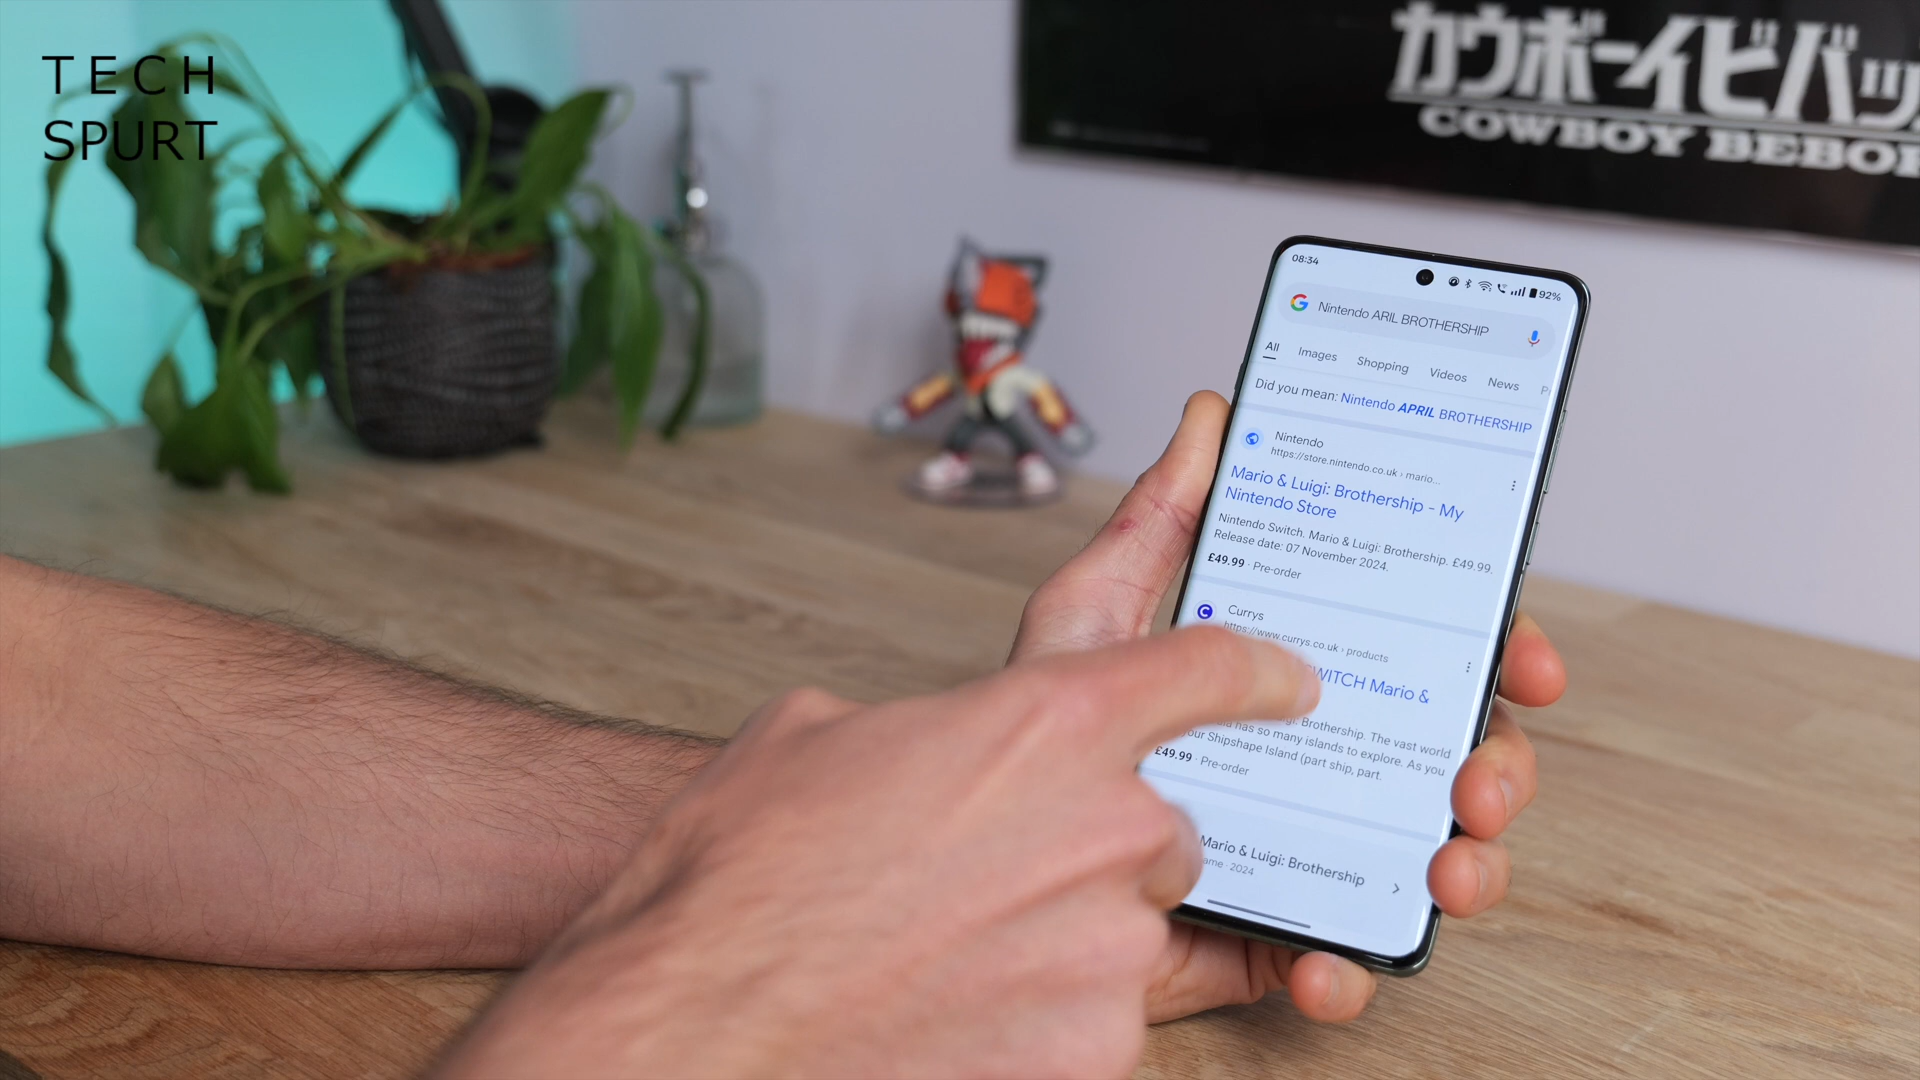 TECH
SPURT
カウボーイビバッ
COWBOY BEBO
08:34
92%
Nintendo ARIL BROTHERSHIP
All Images Shopping Videos News
Did you mean: Nintendo APRIL BROTHERSHIP
Nintendo
https://store.nintendo.co.uk › mario...
Mario & Luigi: Brothership - My
Nintendo Store
Nintendo Switch. Mario & Luigi: Brothership. £49.99.
Release date: 07 November 2024.
£49.99 · Pre-order
Currys
https://www.currys.co.uk › products
WITCH Mario &
Brothership. The vast world
has so many islands to explore. As you
your Shipshape Island (part ship, part.
£49.99 · Pre-order
Mario & Luigi: Brothership
ame · 2024